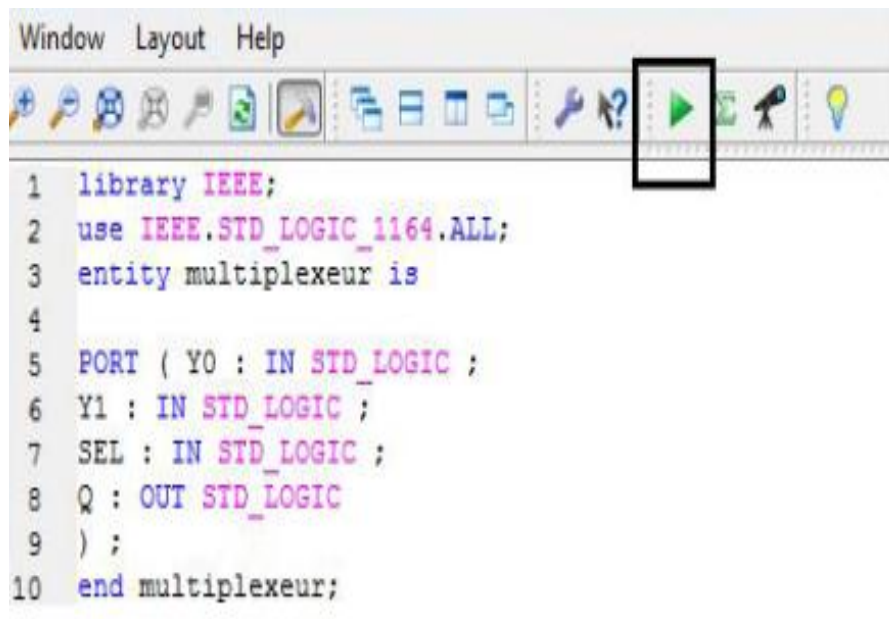 Window Layout Help
1 library IEEE;
2 use IEEE.STD_LOGIC_1164.ALL;
3 entity multiplexeur is
4
5 PORT ( Y0 : IN STD_LOGIC ;
6 Y1 : IN STD_LOGIC ;
7 SEL : IN STD_LOGIC ;
8 Q : OUT STD_LOGIC
9 ) ;
10 end multiplexeur;